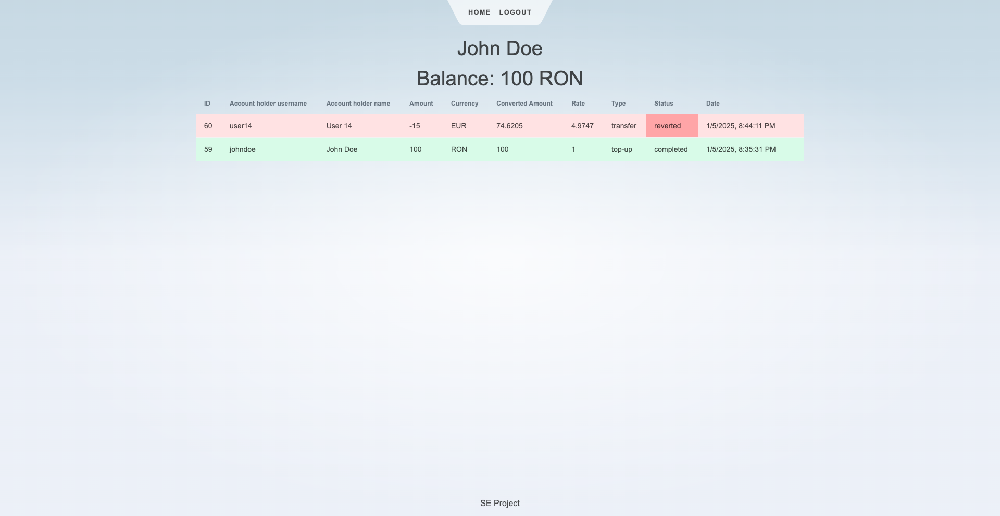 HOME LOGOUT
John Doe
Balance: 100 RON
ID Account holder username Account holder name Amount Currency Converted Amount Rate Type Status Date
60 user14 User 14 -15 EUR 74.6205 4.9747 transfer reverted 1/5/2025, 8:44:11 PM
59 johndoe John Doe 100 RON 100 1 top-up completed 1/5/2025, 8:35:31 PM
SE Project